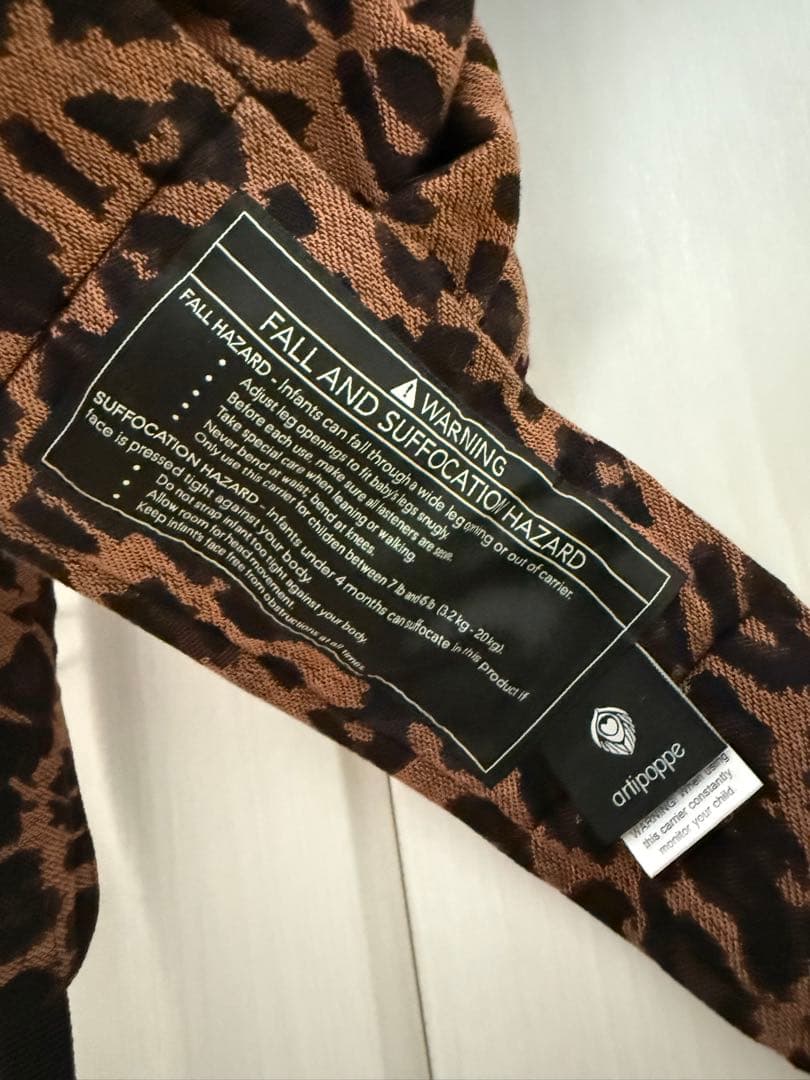 WARNING
FALL AND SUFFOCATION HAZARD
FALL HAZARD - Infants can fall through a wide leg opning or out of carrier.
• Adjust leg openings to fit baby's legs snugly.
• Before each use make sure all fasteners are
• Take special care when leaning or walking.
• Never bend at waist; bend at knees.
• Only use this carrier for children between 7 lb and lb (3.2 kg - 20kg).
SUFFOCATION HAZARD - Infants under 4 months can suffocate in this product if
face is pressed tight against your body.
• Do not strap infant too tight against your body.
• Allow room for head movement.
• Keep infant's face free from obstructions at all times.
artipoppe
WARNING: When using
this carrier constantly
monitor your child